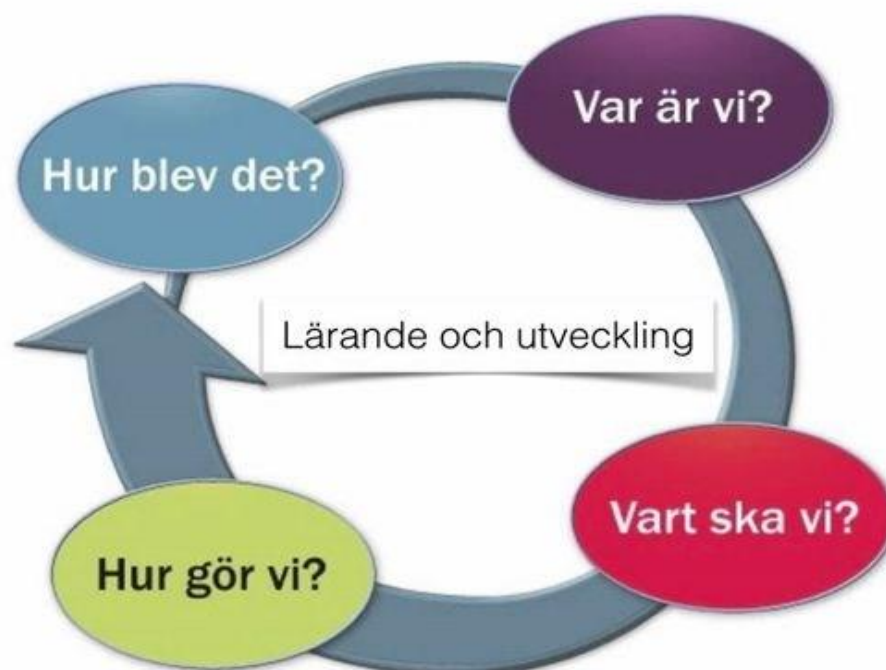 Var är vi?
Hur blev det?
Lärande och utveckling
Vart ska vi?
Hur gör vi?